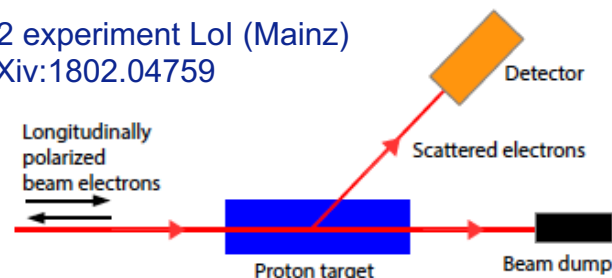 2 experiment LoI (Mainz)
Xiv:1802.04759
Detector
Longitudinally
polarized
beam electrons
Scattered electrons
Proton target
Beam dump